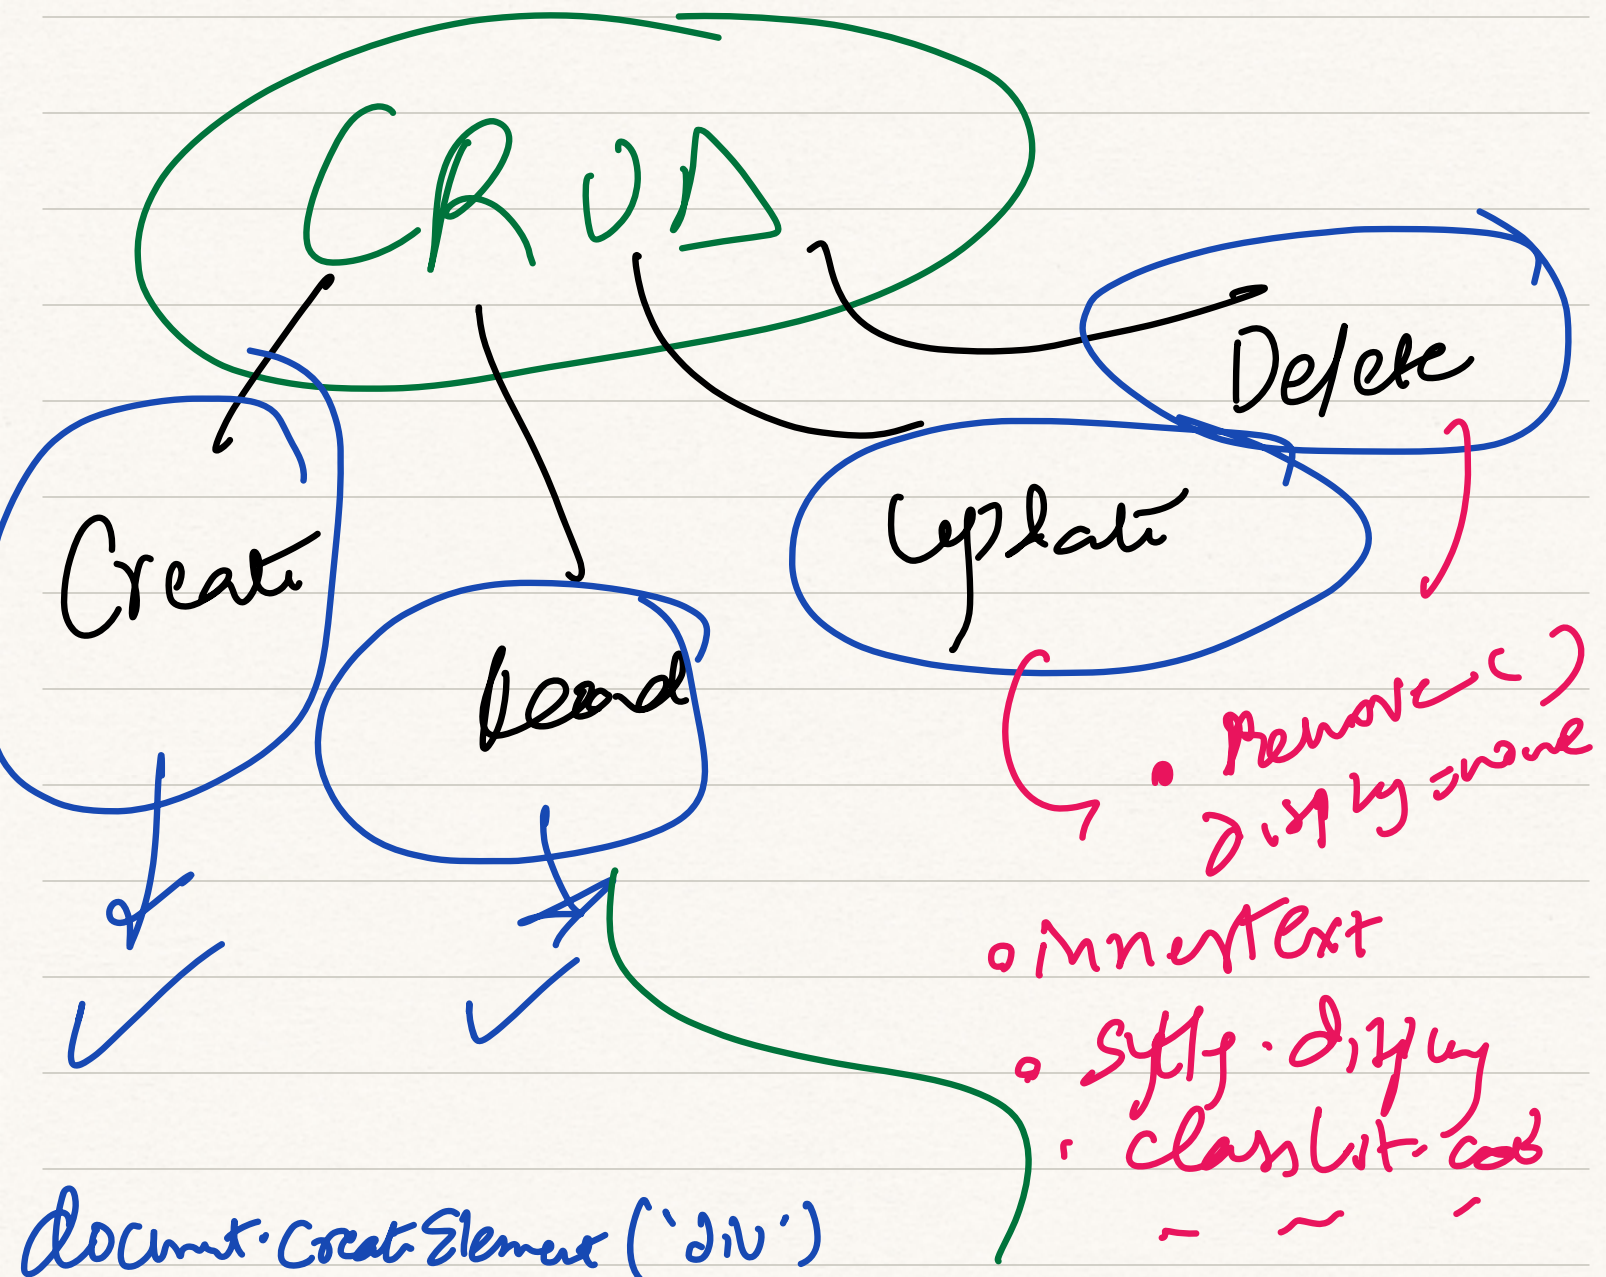 CRUD
Delete
Update
Create
Read
• Remove()
Display = none
• innerText
• style.display
• classList.add
document.createElement('div')